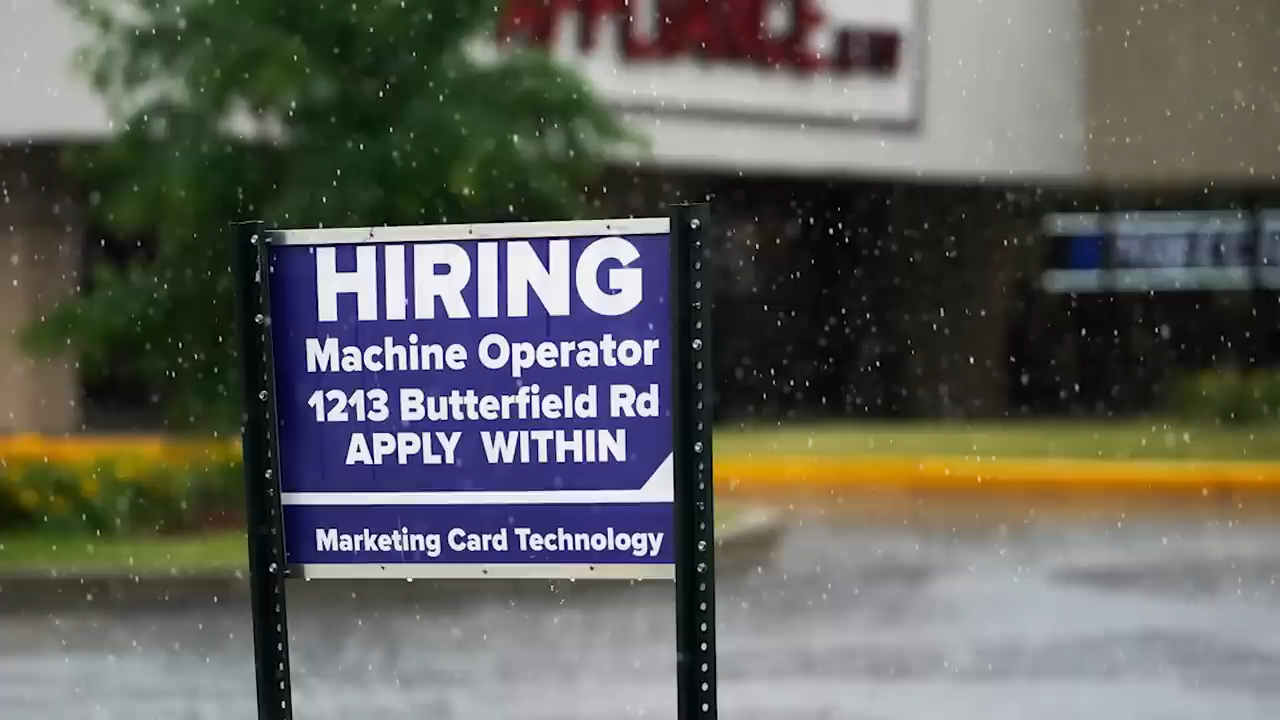 HIRING
Machine Operator
1213 Butterfield Rd
APPLY WITHIN
Marketing Card Technology